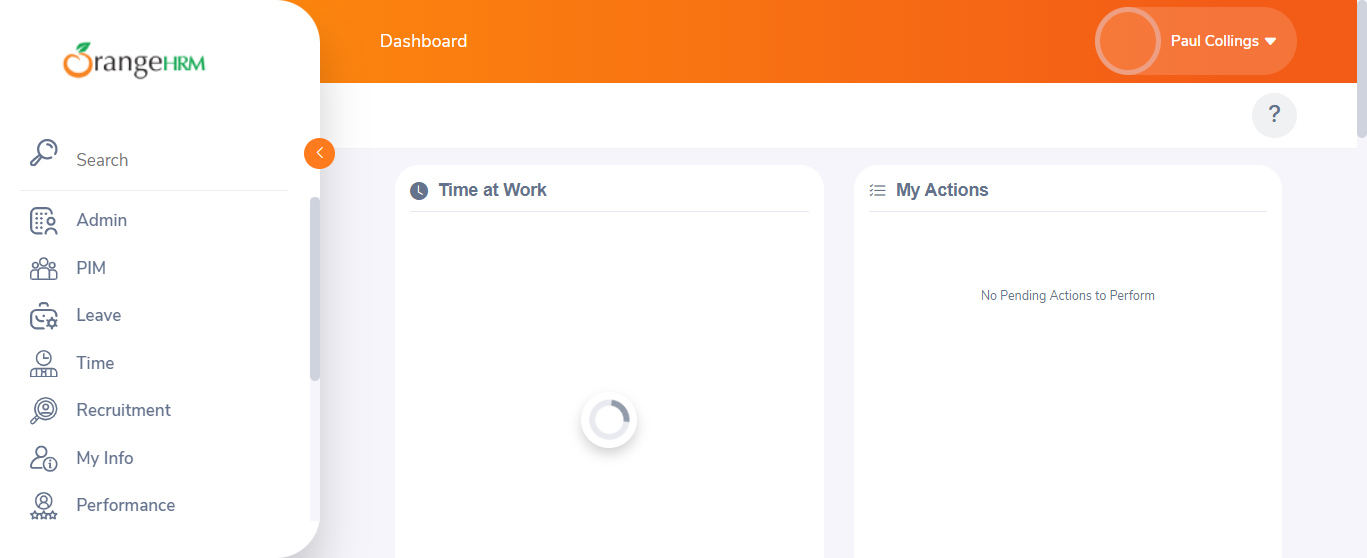 OrangeHRM
Dashboard
Paul Collings
?
Search
Admin
PIM
Leave
Time
Recruitment
My Info
Performance
Time at Work
My Actions
No Pending Actions to Perform